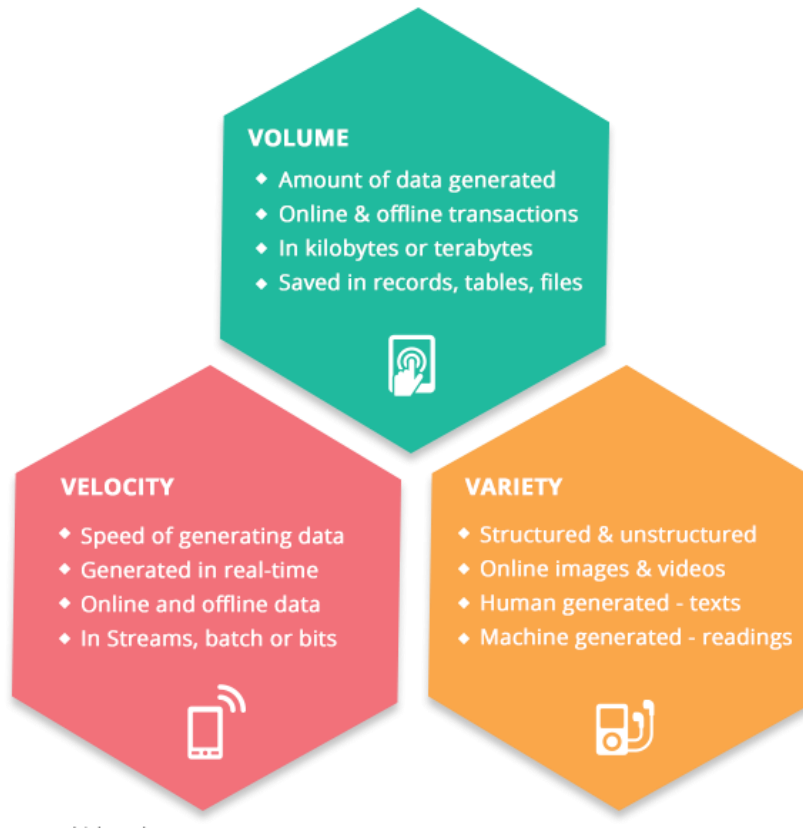 VOLUME
◆ Amount of data generated
◆ Online & offline transactions
◆ In kilobytes or terabytes
◆ Saved in records, tables, files
VELOCITY
◆ Speed of generating data
◆ Generated in real-time
◆ Online and offline data
◆ In Streams, batch or bits
VARIETY
◆ Structured & unstructured
◆ Online images & videos
◆ Human generated - texts
◆ Machine generated - readings